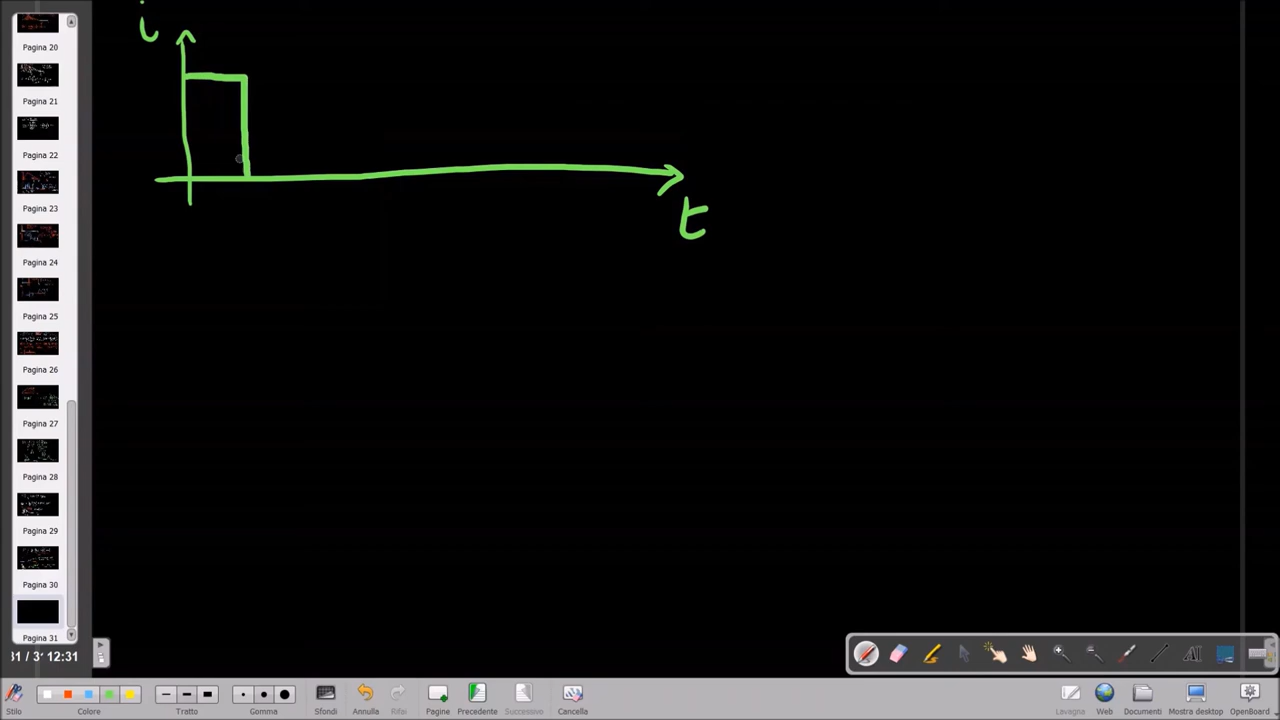 i
t
Pagina 20
Pagina 21
Pagina 22
Pagina 23
Pagina 24
Pagina 25
Pagina 26
Pagina 27
Pagina 28
Pagina 29
Pagina 30
Pagina 31
12:31
Stilo
Colore
Tratto
Gomma
Sfondi
Annulla
Rifai
Pagine
Precedente
Successivo
Cancella
Lavagna
Web
Documenti
Mostra desktop
OpenBoard